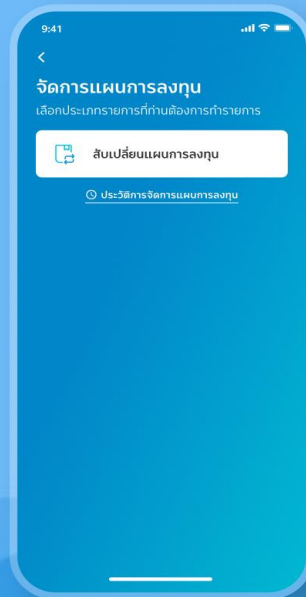 9:41
จัดการแผนการลงทุน
เลือกประเภทรายการที่ท่านต้องการทำรายการ
สับเปลี่ยนแผนการลงทุน
ประวัติการจัดการแผนการลงทุน